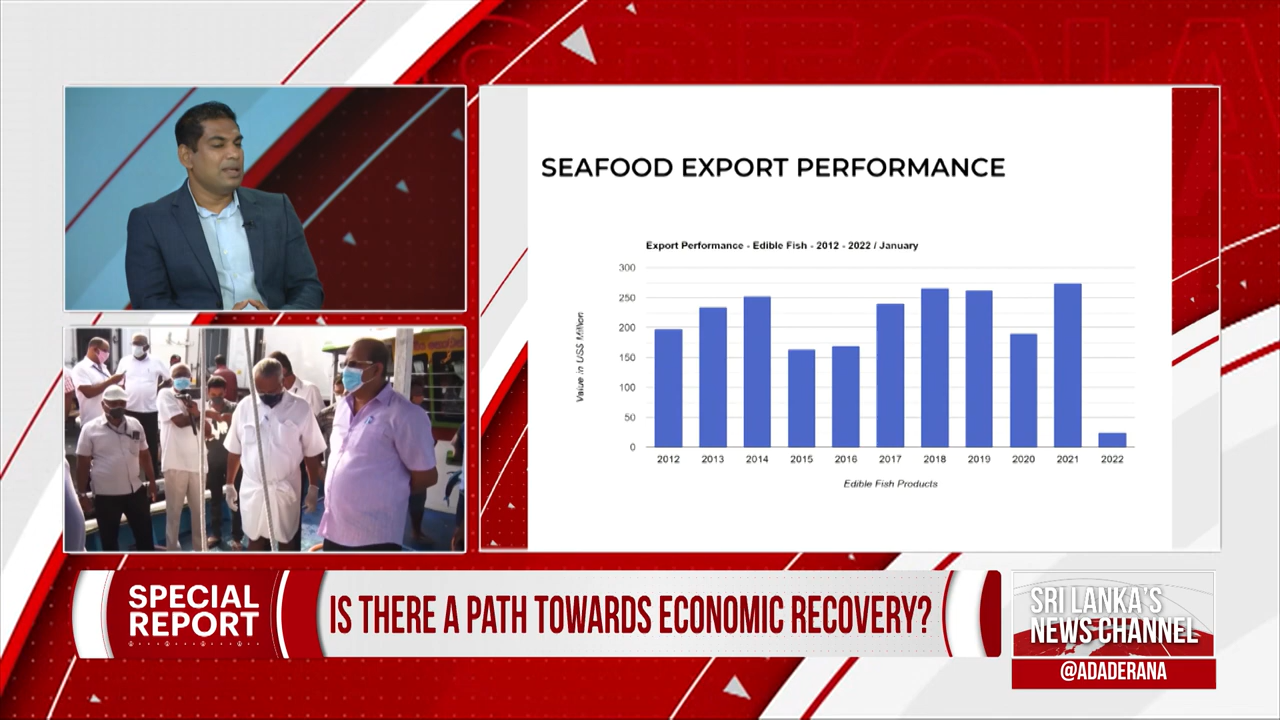 SEAFOOD EXPORT PERFORMANCE
Export Performance - Edible Fish - 2012 - 2022 / January
Value in US$ Million
300
250
200
150
100
50
0
2012 2013 2014 2015 2016 2017 2018 2019 2020 2021 2022
Edible Fish Products
SPECIAL
REPORT
IS THERE A PATH TOWARDS ECONOMIC RECOVERY?
SRI LANKA'S
NEWS CHANNEL
@ADADERANA